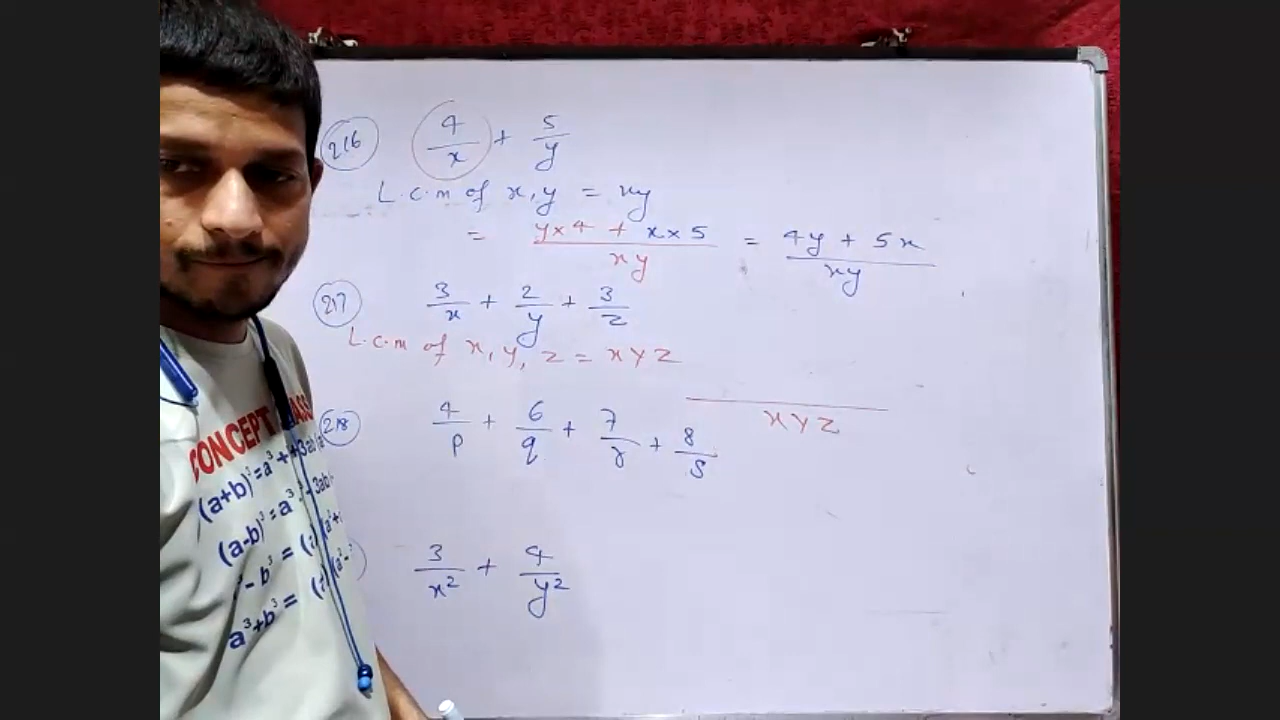 216 4/x + 5/y
L.c.m of x, y = xy
= (y×4 + x×5)/xy = (4y + 5x)/xy
217 3/x + 2/y + 3/z
L.c.m of x, y, z = xyz
/xyz
218 4/p + 6/q + 7/r + 8/s
3/x² + 4/y²
CONCEPT
(a+b)³=a³+
(a-b)³=a³-
-b³=
a³+b³=